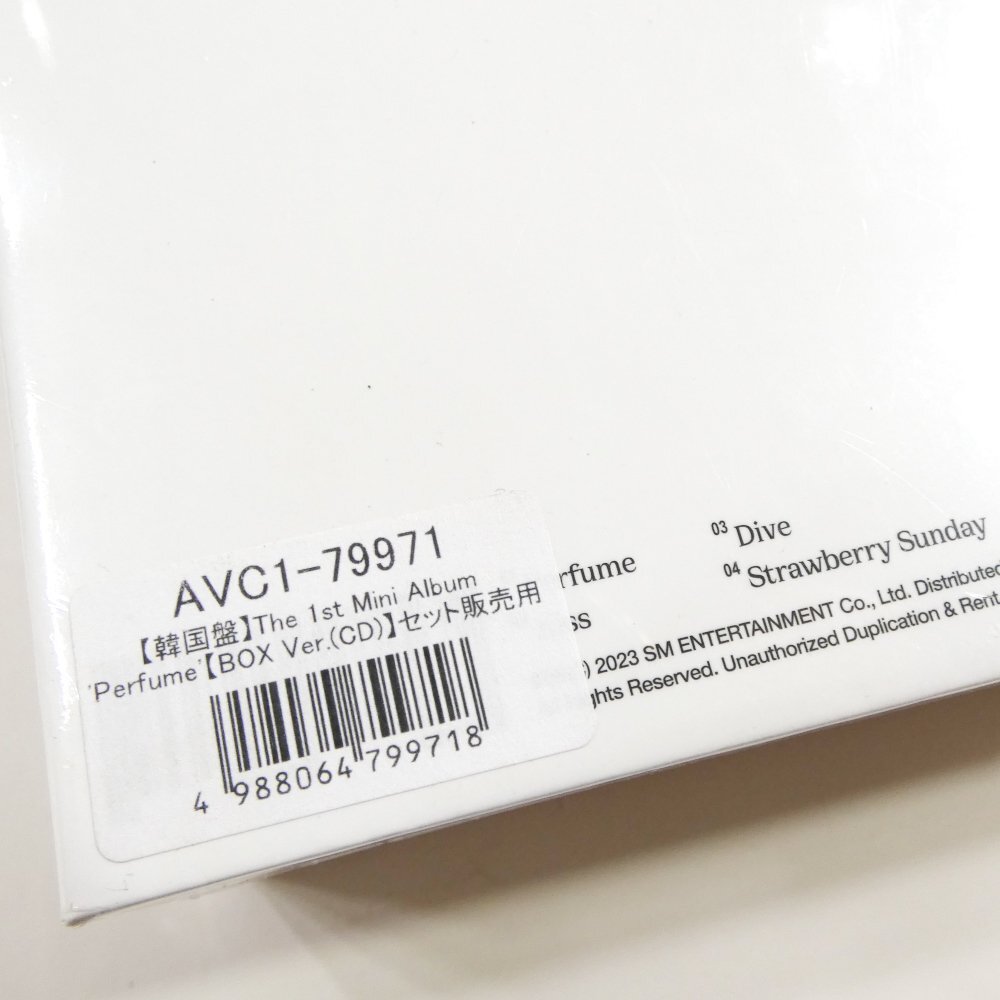 AVC1-79971
【韓国盤】The 1st Mini Album
'Perfume'【BOX Ver.(CD)】セット販売用
4 988064 799718
rfume
ss
03 Dive
04 Strawberry Sunday
2023 SM ENTERTAINMENT Co., Ltd. Distributed
ghts Reserved. Unauthorized Duplication & Rent